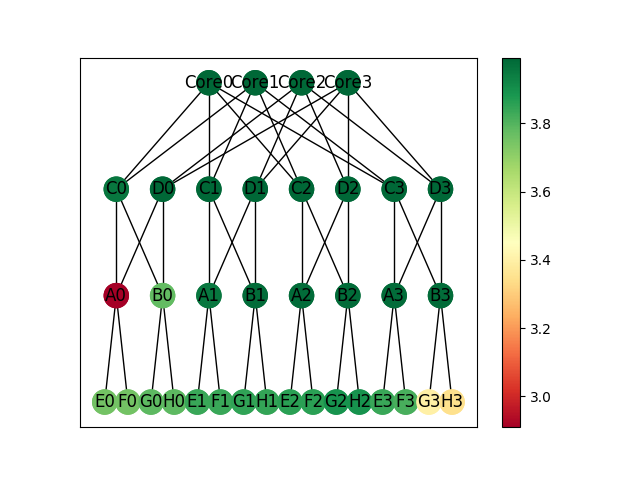 Core0 Core1 Core2 Core3
C0 D0 C1 D1 C2 D2 C3 D3
A0 B0 A1 B1 A2 B2 A3 B3
E0 F0 G0 H0 E1 F1 G1 H1 E2 F2 G2 H2 E3 F3 G3 H3
3.8
3.6
3.4
3.2
3.0